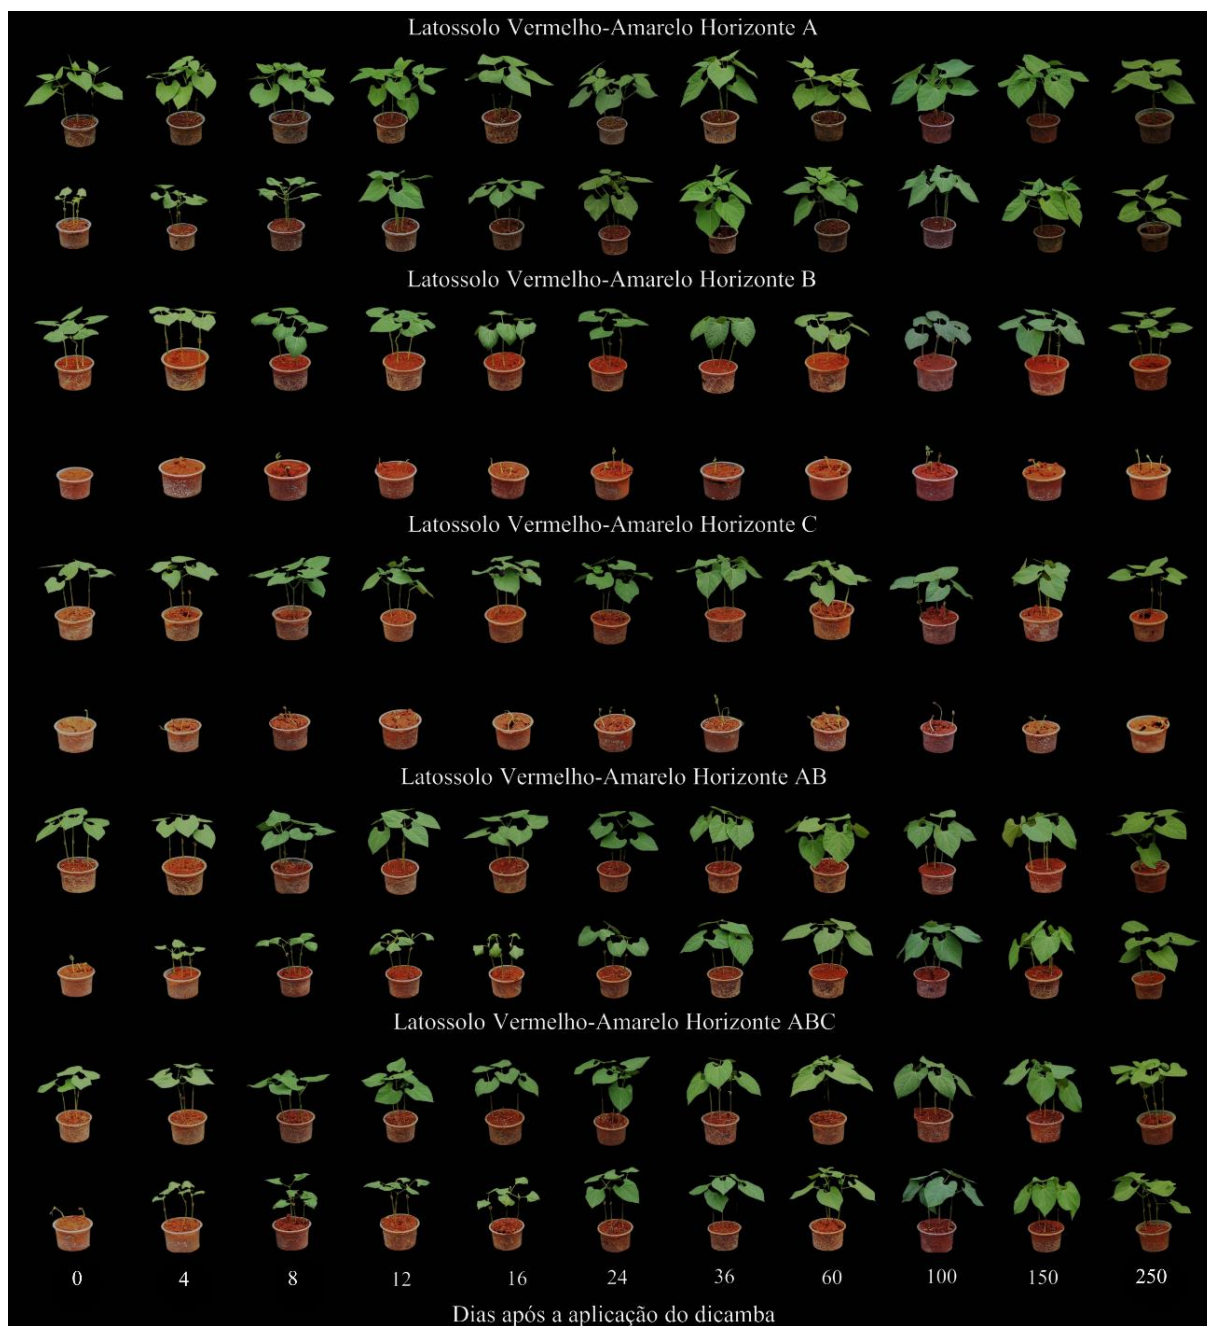 Latossolo Vermelho-Amarelo Horizonte A
Latossolo Vermelho-Amarelo Horizonte B
Latossolo Vermelho-Amarelo Horizonte C
Latossolo Vermelho-Amarelo Horizonte AB
Latossolo Vermelho-Amarelo Horizonte ABC
0 4 8 12 16 24 36 60 100 150 250
Dias após a aplicação do dicamba